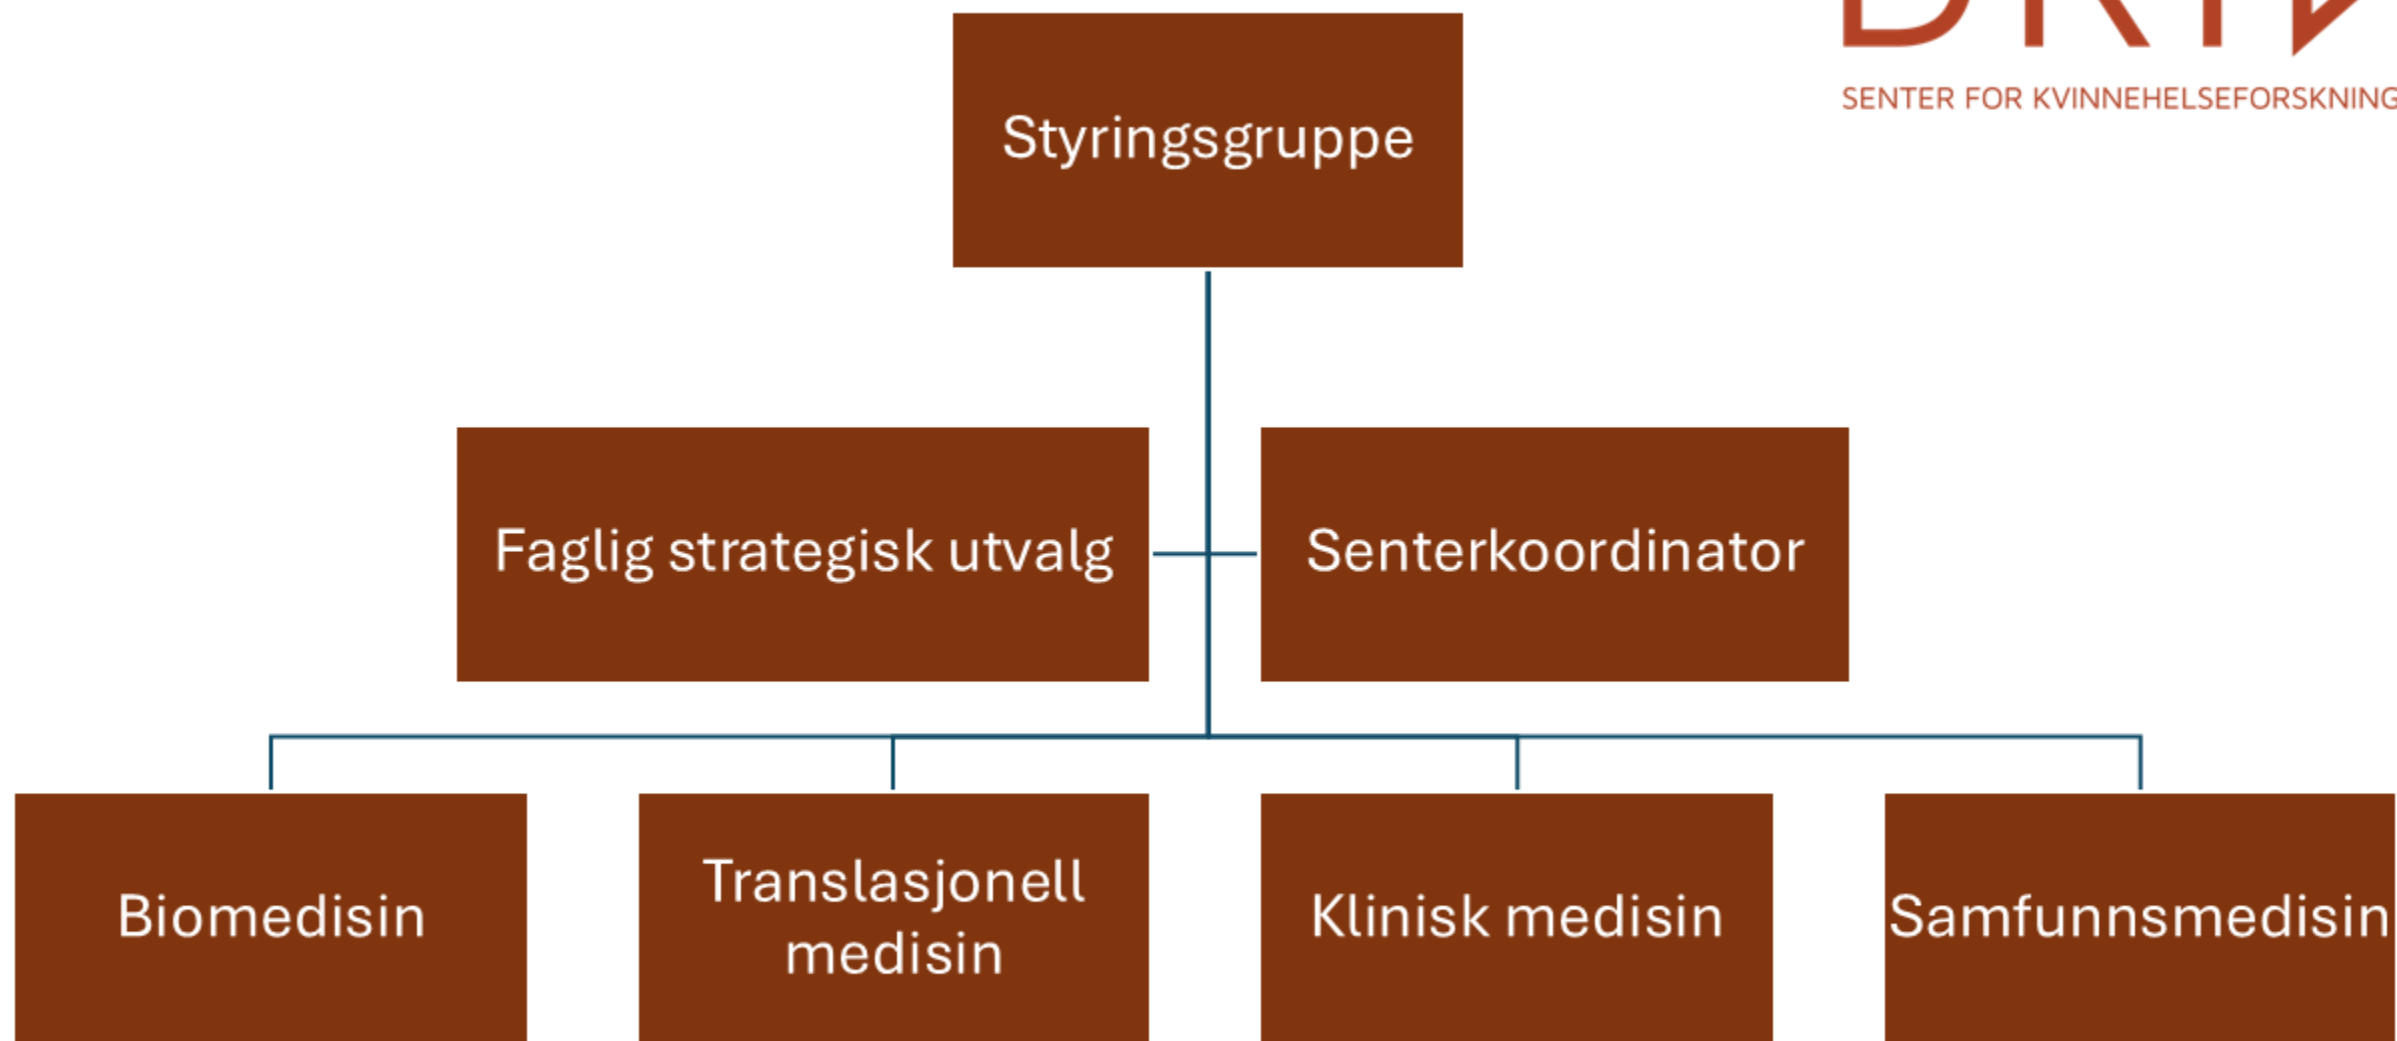 SENTER FOR KVINNEHELSEFORSKNING
Styringsgruppe
Faglig strategisk utvalg
Senterkoordinator
Biomedisin
Translasjonell
medisin
Klinisk medisin
Samfunnsmedisin